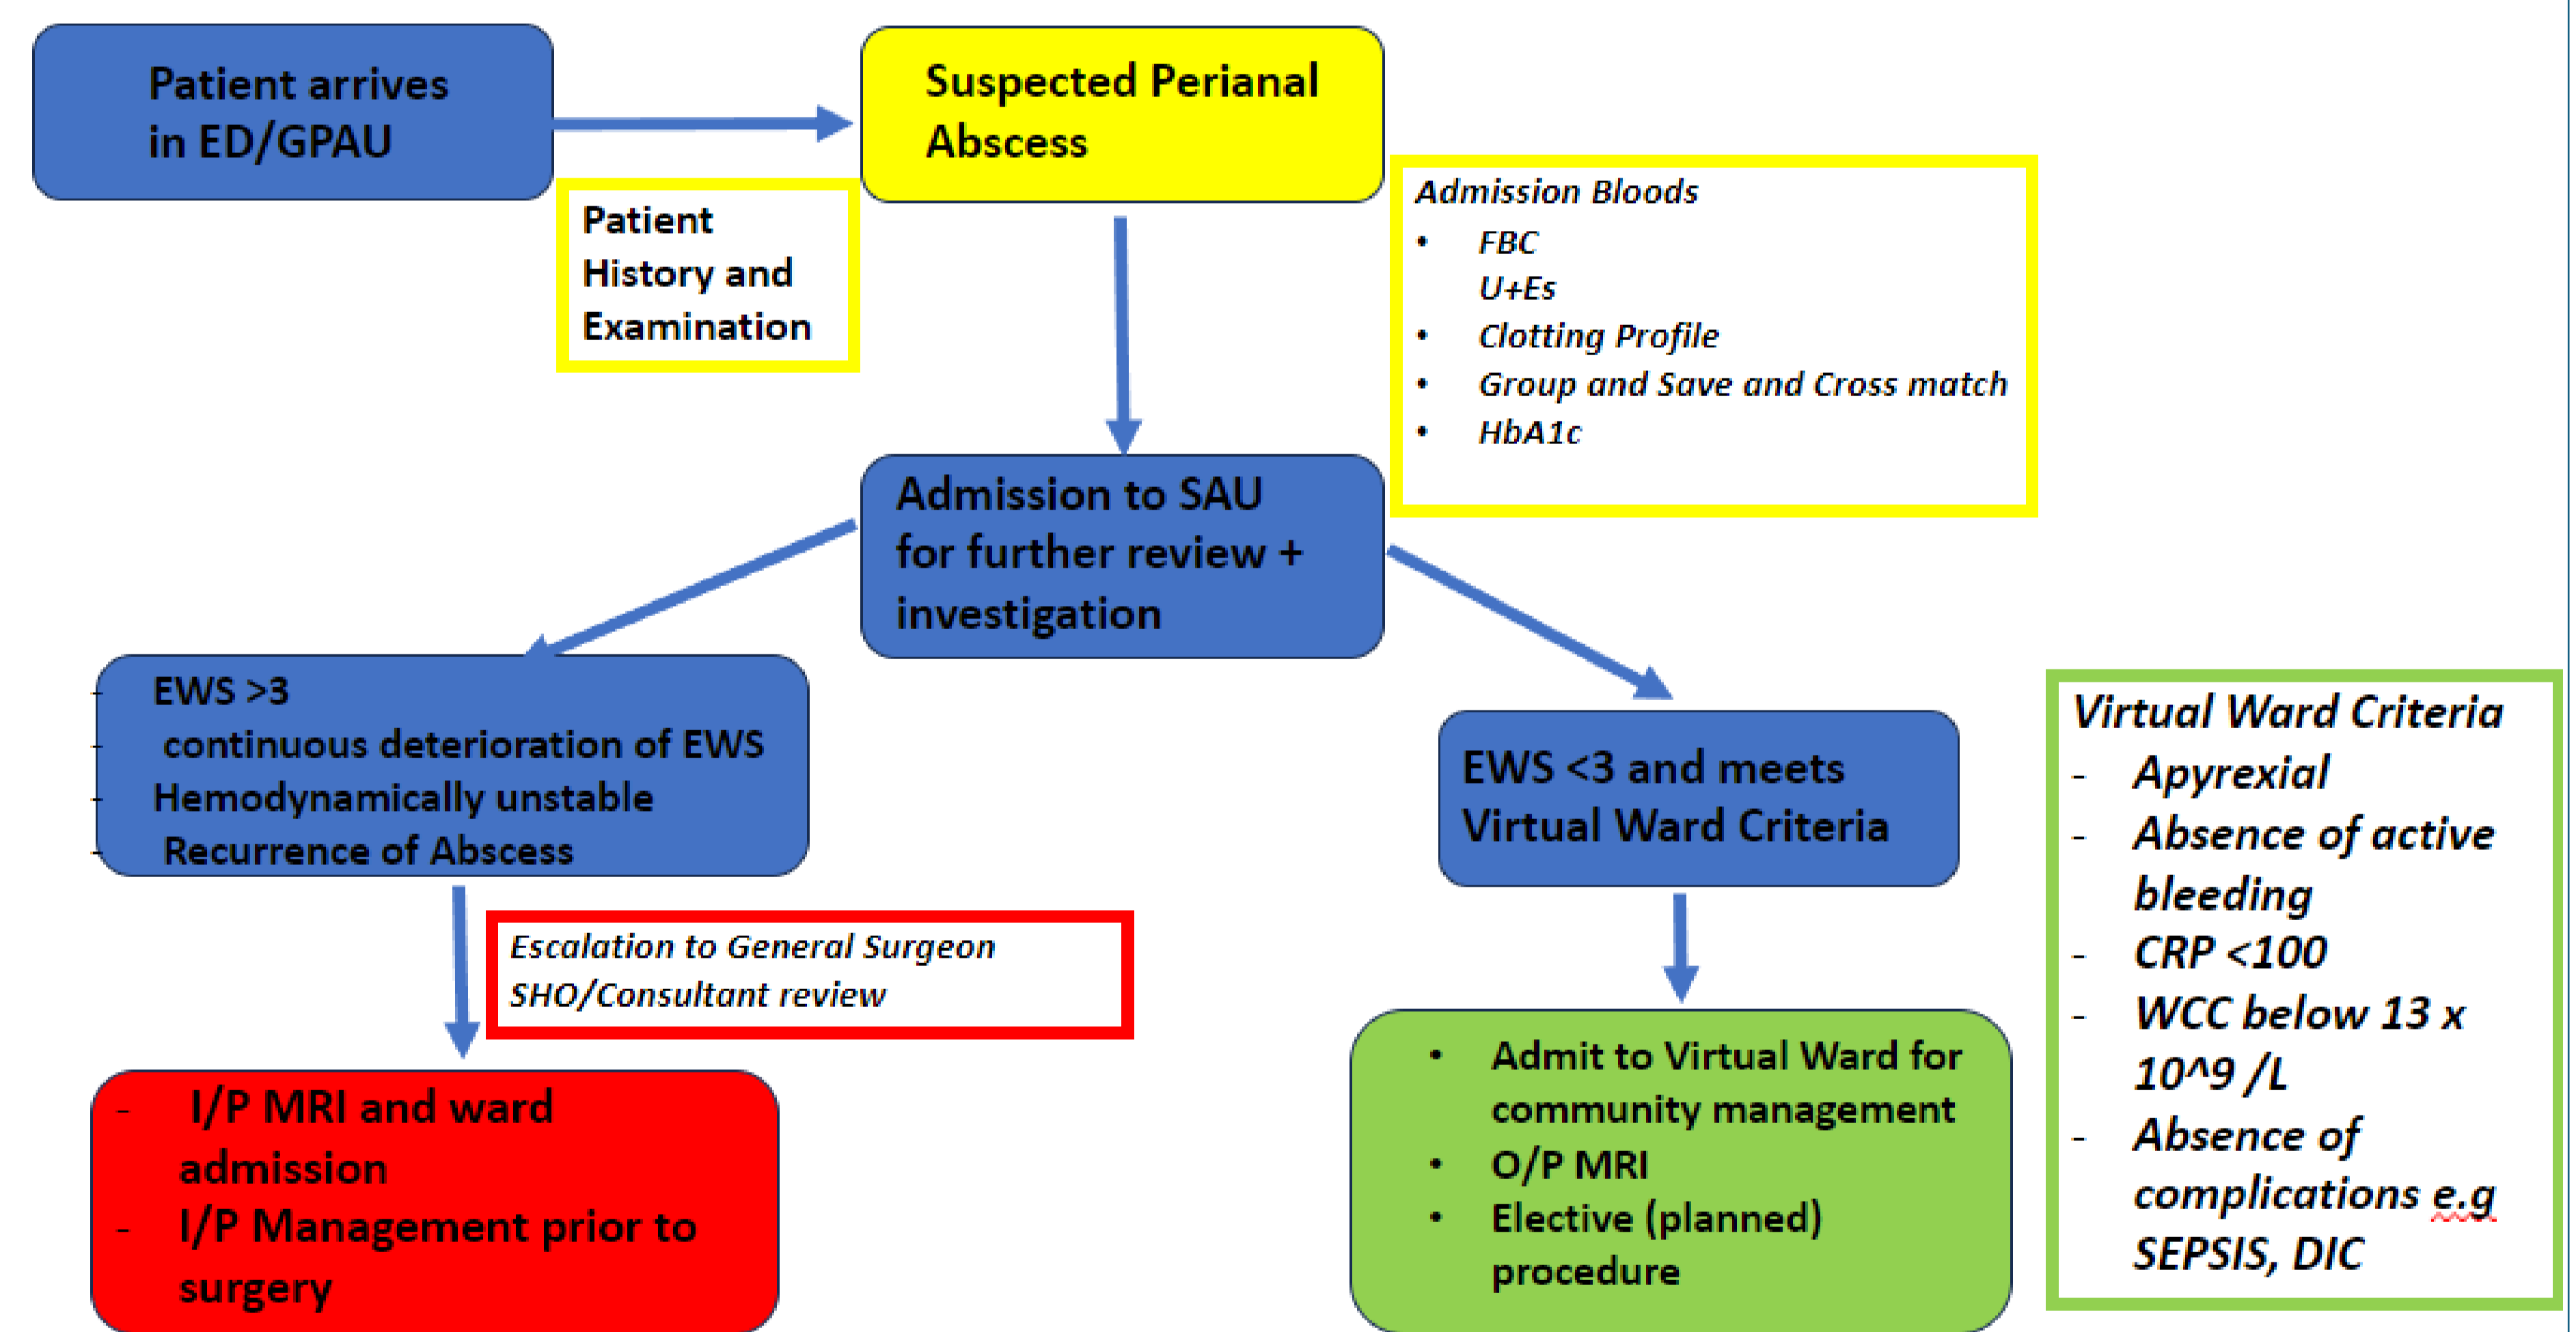 Patient arrives
in ED/GPAU
Suspected Perianal
Abscess
Patient
History and
Examination
Admission Bloods
• FBC
U+Es
• Clotting Profile
• Group and Save and Cross match
• HbA1c
Admission to SAU
for further review +
investigation
- EWS >3
- continuous deterioration of EWS
- Hemodynamically unstable
- Recurrence of Abscess
EWS <3 and meets
Virtual Ward Criteria
Virtual Ward Criteria
- Apyrexial
- Absence of active
bleeding
- CRP <100
- WCC below 13 x
10^9 /L
- Absence of
complications e.g
SEPSIS, DIC
Escalation to General Surgeon
SHO/Consultant review
- I/P MRI and ward
admission
- I/P Management prior to
surgery
• Admit to Virtual Ward for
community management
• O/P MRI
• Elective (planned)
procedure